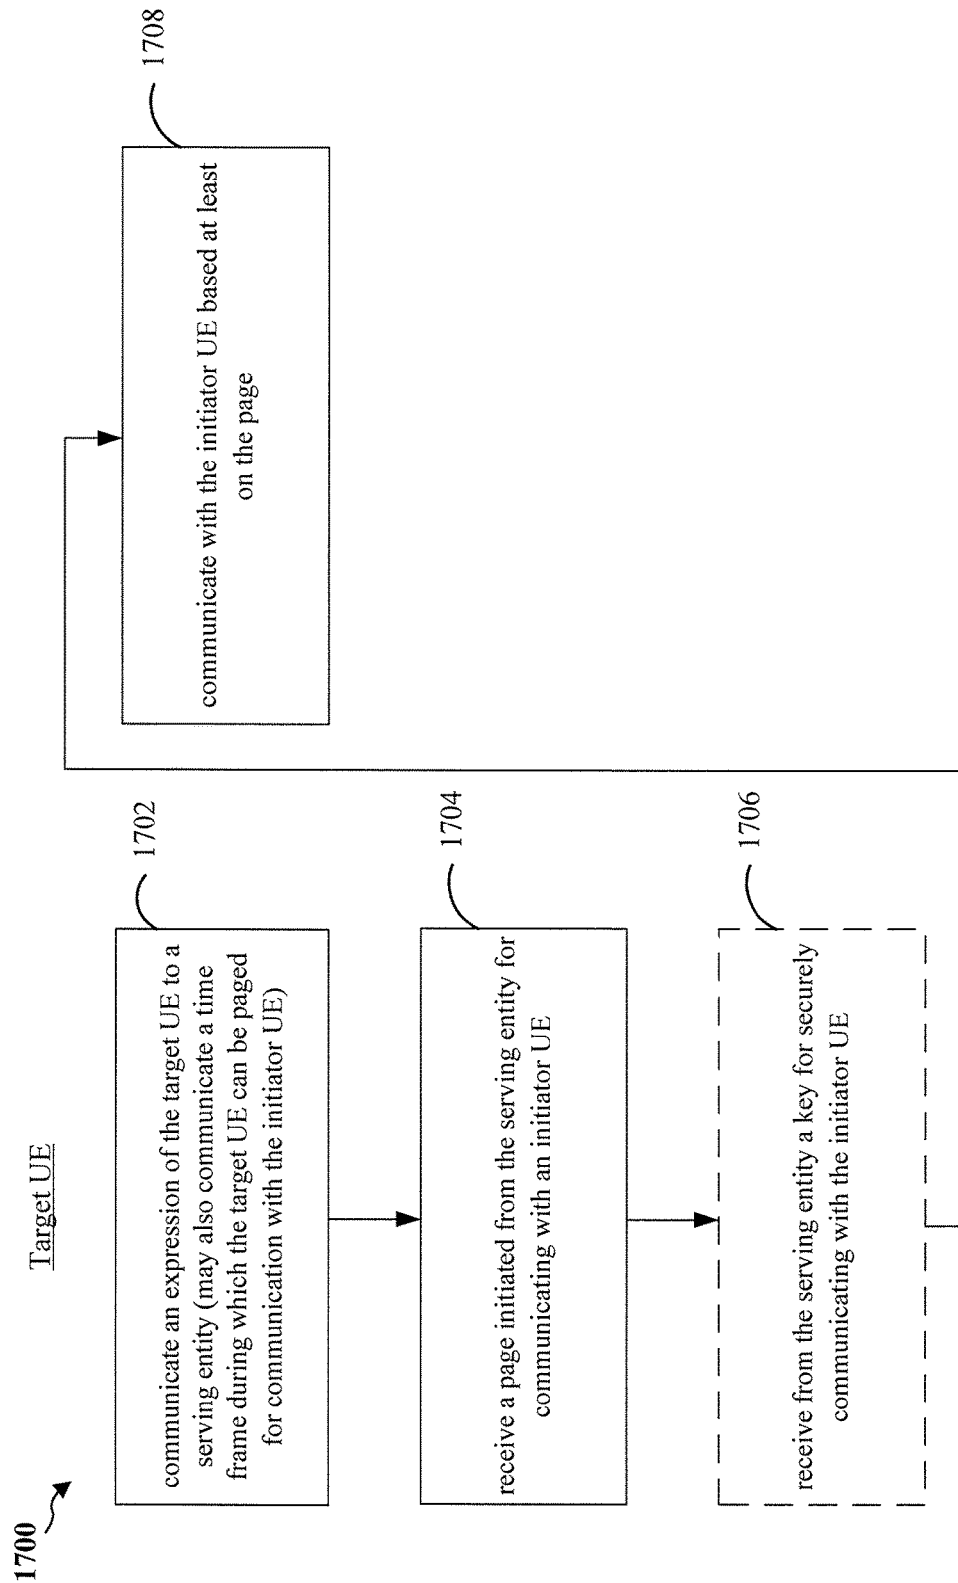 1700
Target UE
communicate an expression of the target UE to a
serving entity (may also communicate a time
frame during which the target UE can be paged
for communication with the initiator UE)
1702
receive a page initiated from the serving entity for
communicating with an initiator UE
1704
receive from the serving entity a key for securely
communicating with the initiator UE
1706
communicate with the initiator UE based at least
on the page
1708